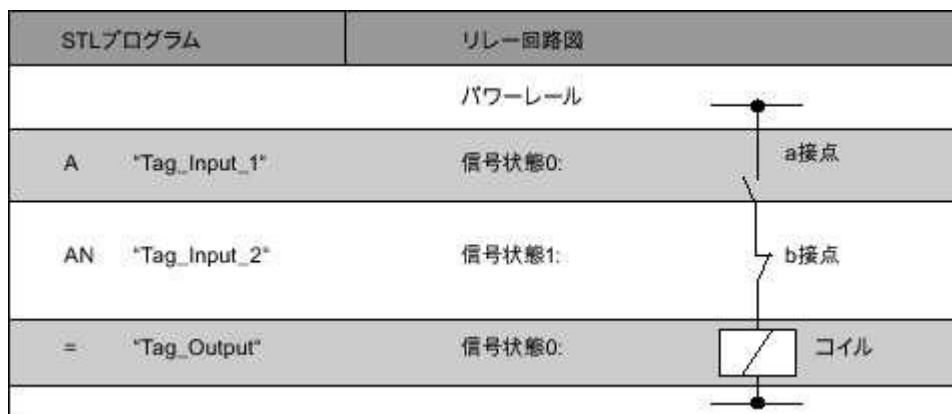 STLプログラム リレー回路図
パワーレール
A "Tag_Input_1" 信号状態0: a接点
AN "Tag_Input_2" 信号状態1: b接点
= "Tag_Output" 信号状態0: コイル